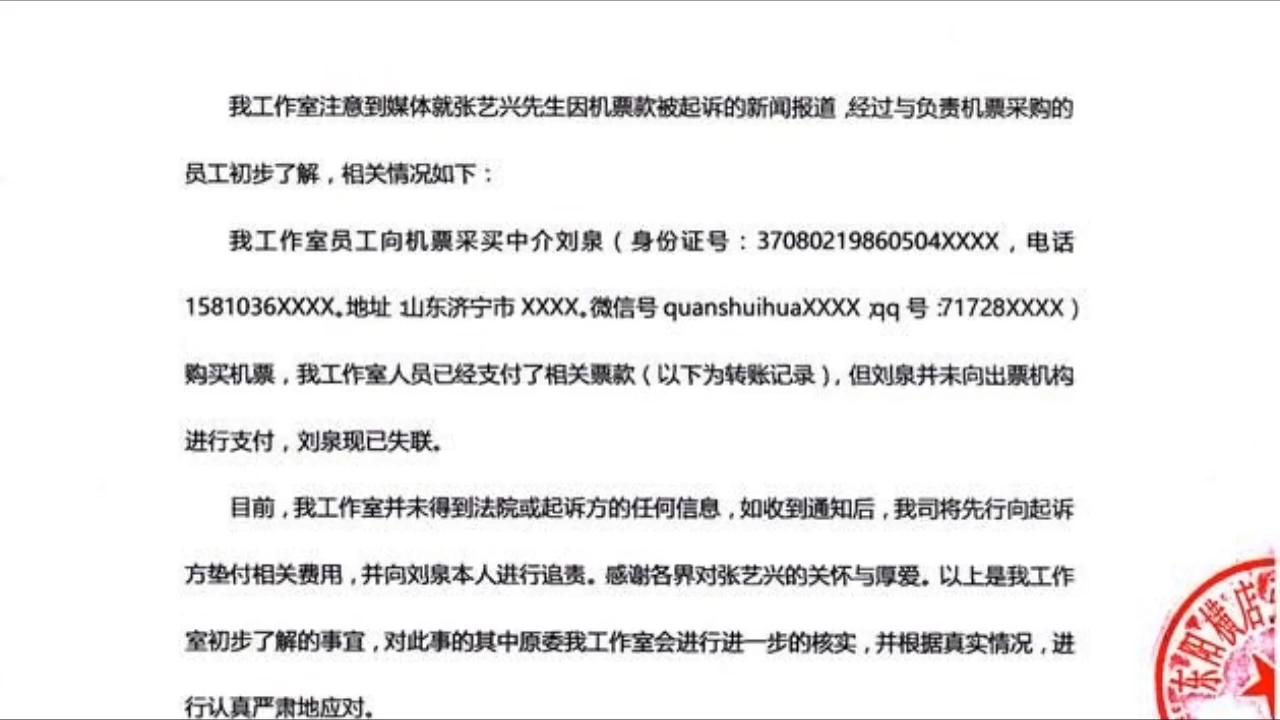 我工作室注意到媒体就张艺兴先生因机票款被起诉的新闻报道,经过与负责机票采购的
员工初步了解，相关情况如下：
我工作室员工向机票采买中介刘泉（身份证号：37080219860504XXXX，电话
1581036XXXX。地址:山东济宁市 XXXX。微信号 quanshuihuaXXXX ;qq 号 :71728XXXX）
购买机票，我工作室人员已经支付了相关票款（以下为转账记录），但刘泉并未向出票机构
进行支付，刘泉现已失联。
目前，我工作室并未得到法院或起诉方的任何信息，如收到通知后，我司将先行向起诉
方垫付相关费用，并向刘泉本人进行追责。感谢各界对张艺兴的关怀与厚爱。以上是我工作
室初步了解的事宜，对此事的其中原委我工作室会进行进一步的核实，并根据真实情况，进
行认真严肃地应对。
东阳横店